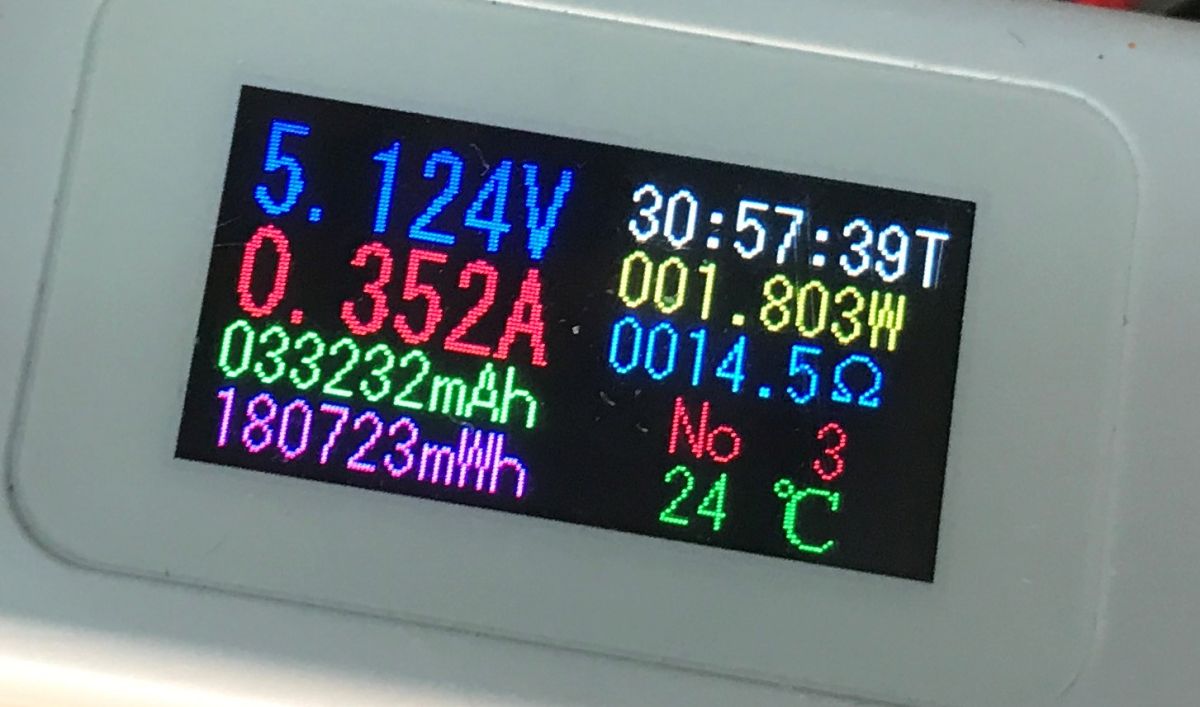 5.124V
0.352A
033232mAh
180723mWh
30:57:39T
001.803W
0014.5Ω
No 3
24 ℃